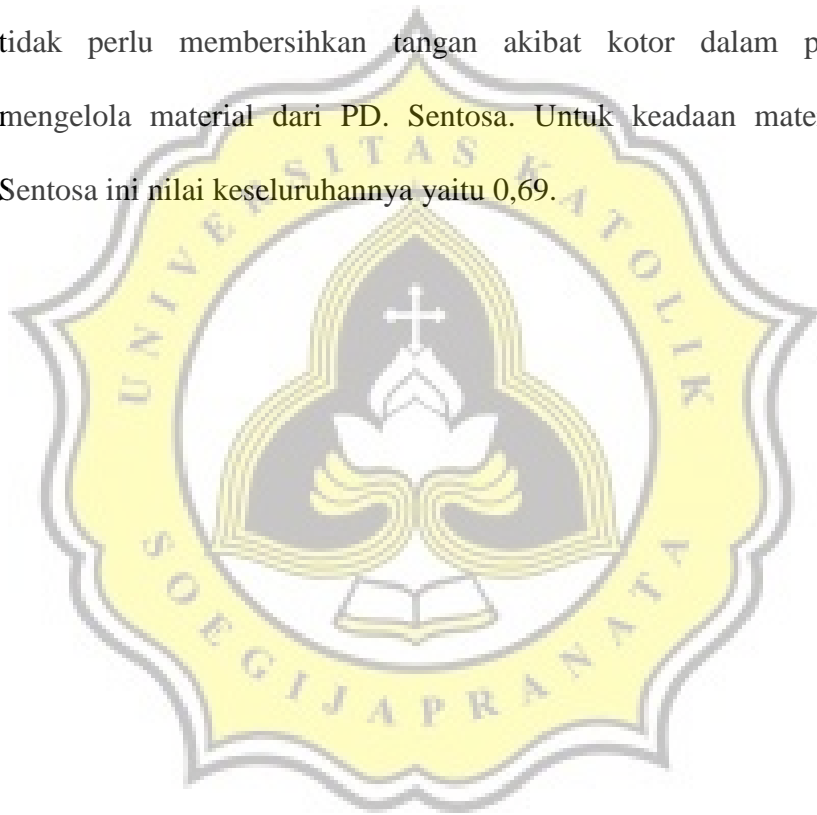 tidak perlu membersihkan tangan akibat kotor dalam p
mengelola material dari PD. Sentosa. Untuk keadaan mate
Sentosa ini nilai keseluruhannya yaitu 0,69.
UNIVERSITAS KATOLIK
SOEGIJAPRANATA